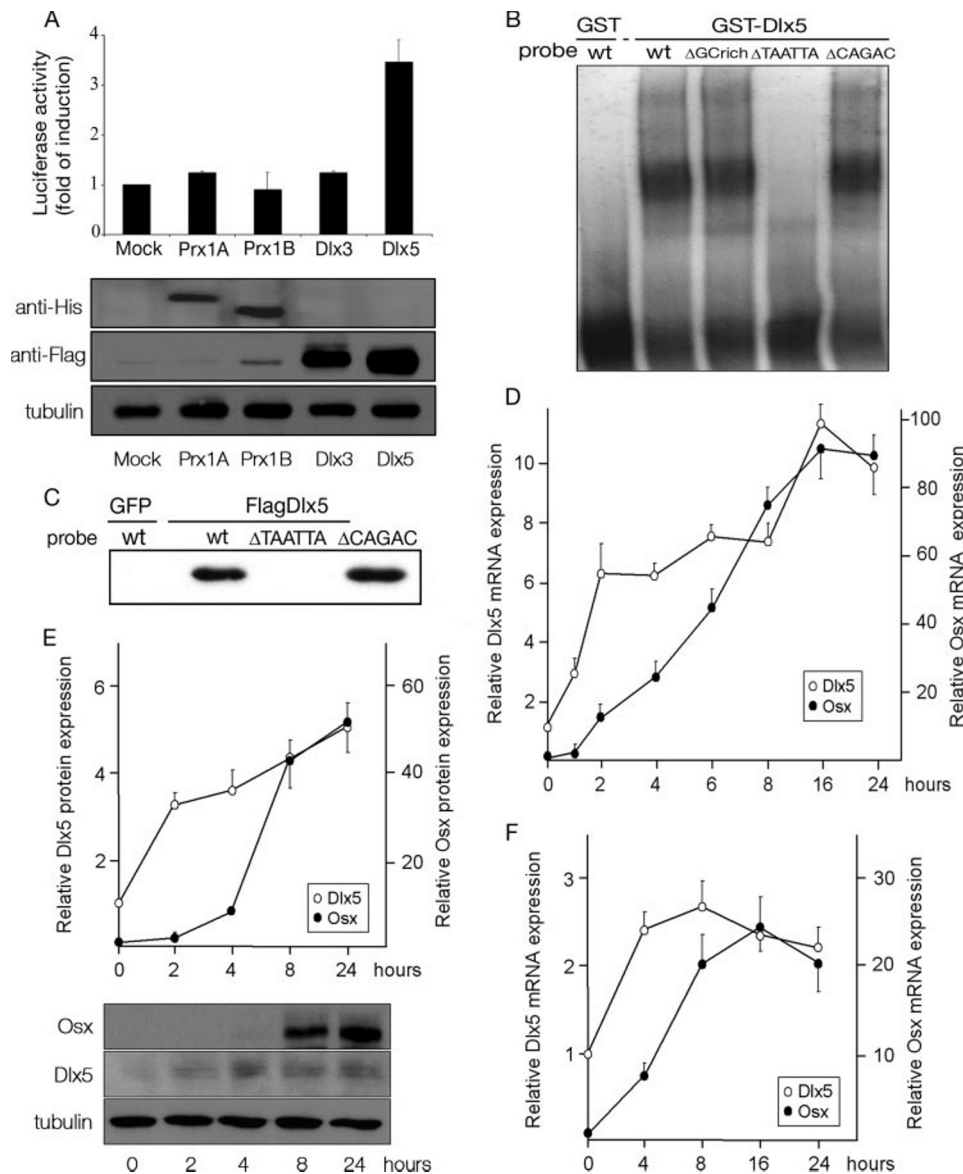 A
Luciferase activity
(fold of induction)
4
3
2
1
0
Mock Prx1A Prx1B Dlx3 Dlx5
anti-His
anti-Flag
tubulin
Mock Prx1A Prx1B Dlx3 Dlx5
B
GST GST-Dlx5
probe wt wt ΔGCrich ΔTAATTA ΔCAGAC
C
GFP FlagDlx5
probe wt wt ΔTAATTA ΔCAGAC
D
Relative Dlx5 mRNA expression
10
8
6
4
2
Relative Osx mRNA expression
100
80
60
40
20
Dlx5
Osx
0 1 2 4 6 8 16 24 hours
E
Relative Dlx5 protein expression
6
4
2
Relative Osx protein expression
60
40
20
Dlx5
Osx
0 2 4 8 24 hours
Osx
Dlx5
tubulin
0 2 4 8 24 hours
F
Relative Dlx5 mRNA expression
3
2
1
Relative Osx mRNA expression
30
20
10
Dlx5
Osx
0 4 8 16 24 hours